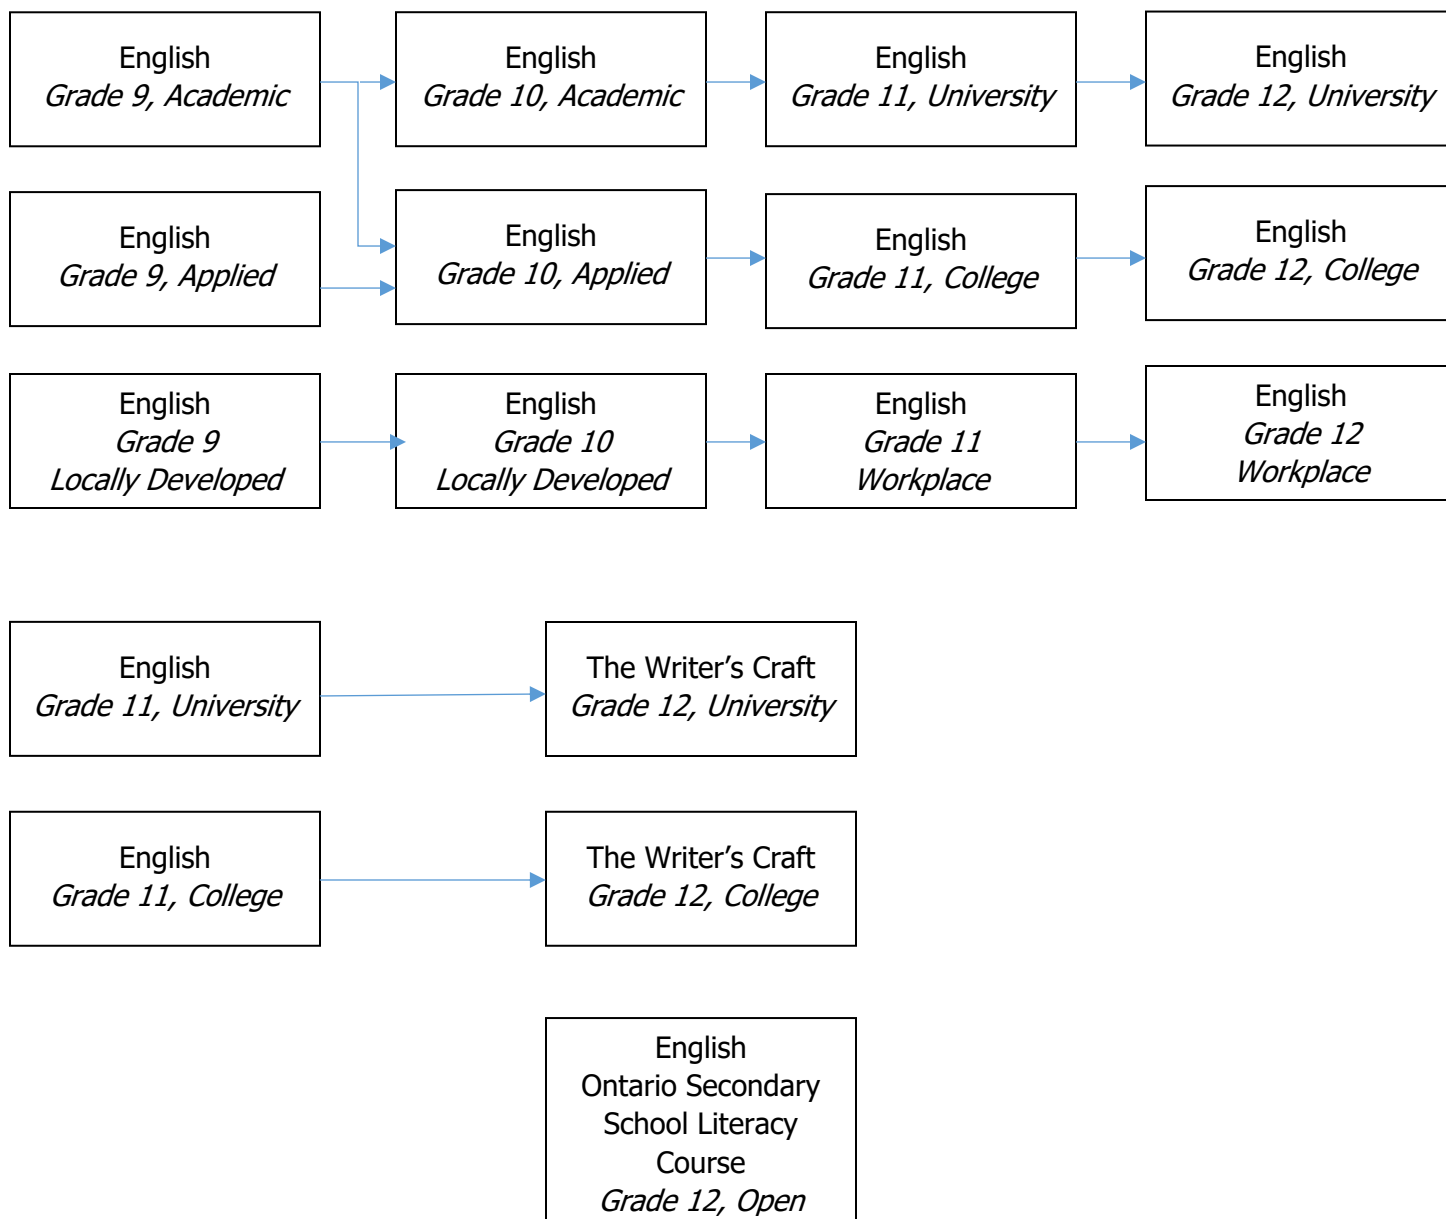 English
Grade 9, Academic
English
Grade 10, Academic
English
Grade 11, University
English
Grade 12, University
English
Grade 9, Applied
English
Grade 10, Applied
English
Grade 11, College
English
Grade 12, College
English
Grade 9
Locally Developed
English
Grade 10
Locally Developed
English
Grade 11
Workplace
English
Grade 12
Workplace
English
Grade 11, University
The Writer’s Craft
Grade 12, University
English
Grade 11, College
The Writer’s Craft
Grade 12, College
English
Ontario Secondary
School Literacy
Course
Grade 12, Open